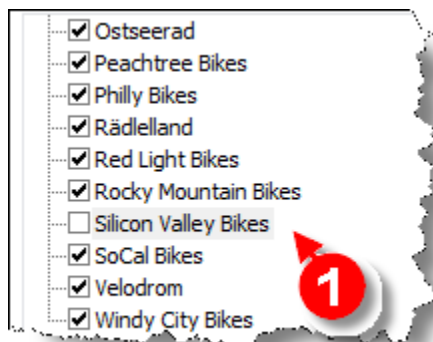 Ostseerad
Peachtree Bikes
Philly Bikes
Rädlelland
Red Light Bikes
Rocky Mountain Bikes
Silicon Valley Bikes
SoCal Bikes
Velodrom
Windy City Bikes
1